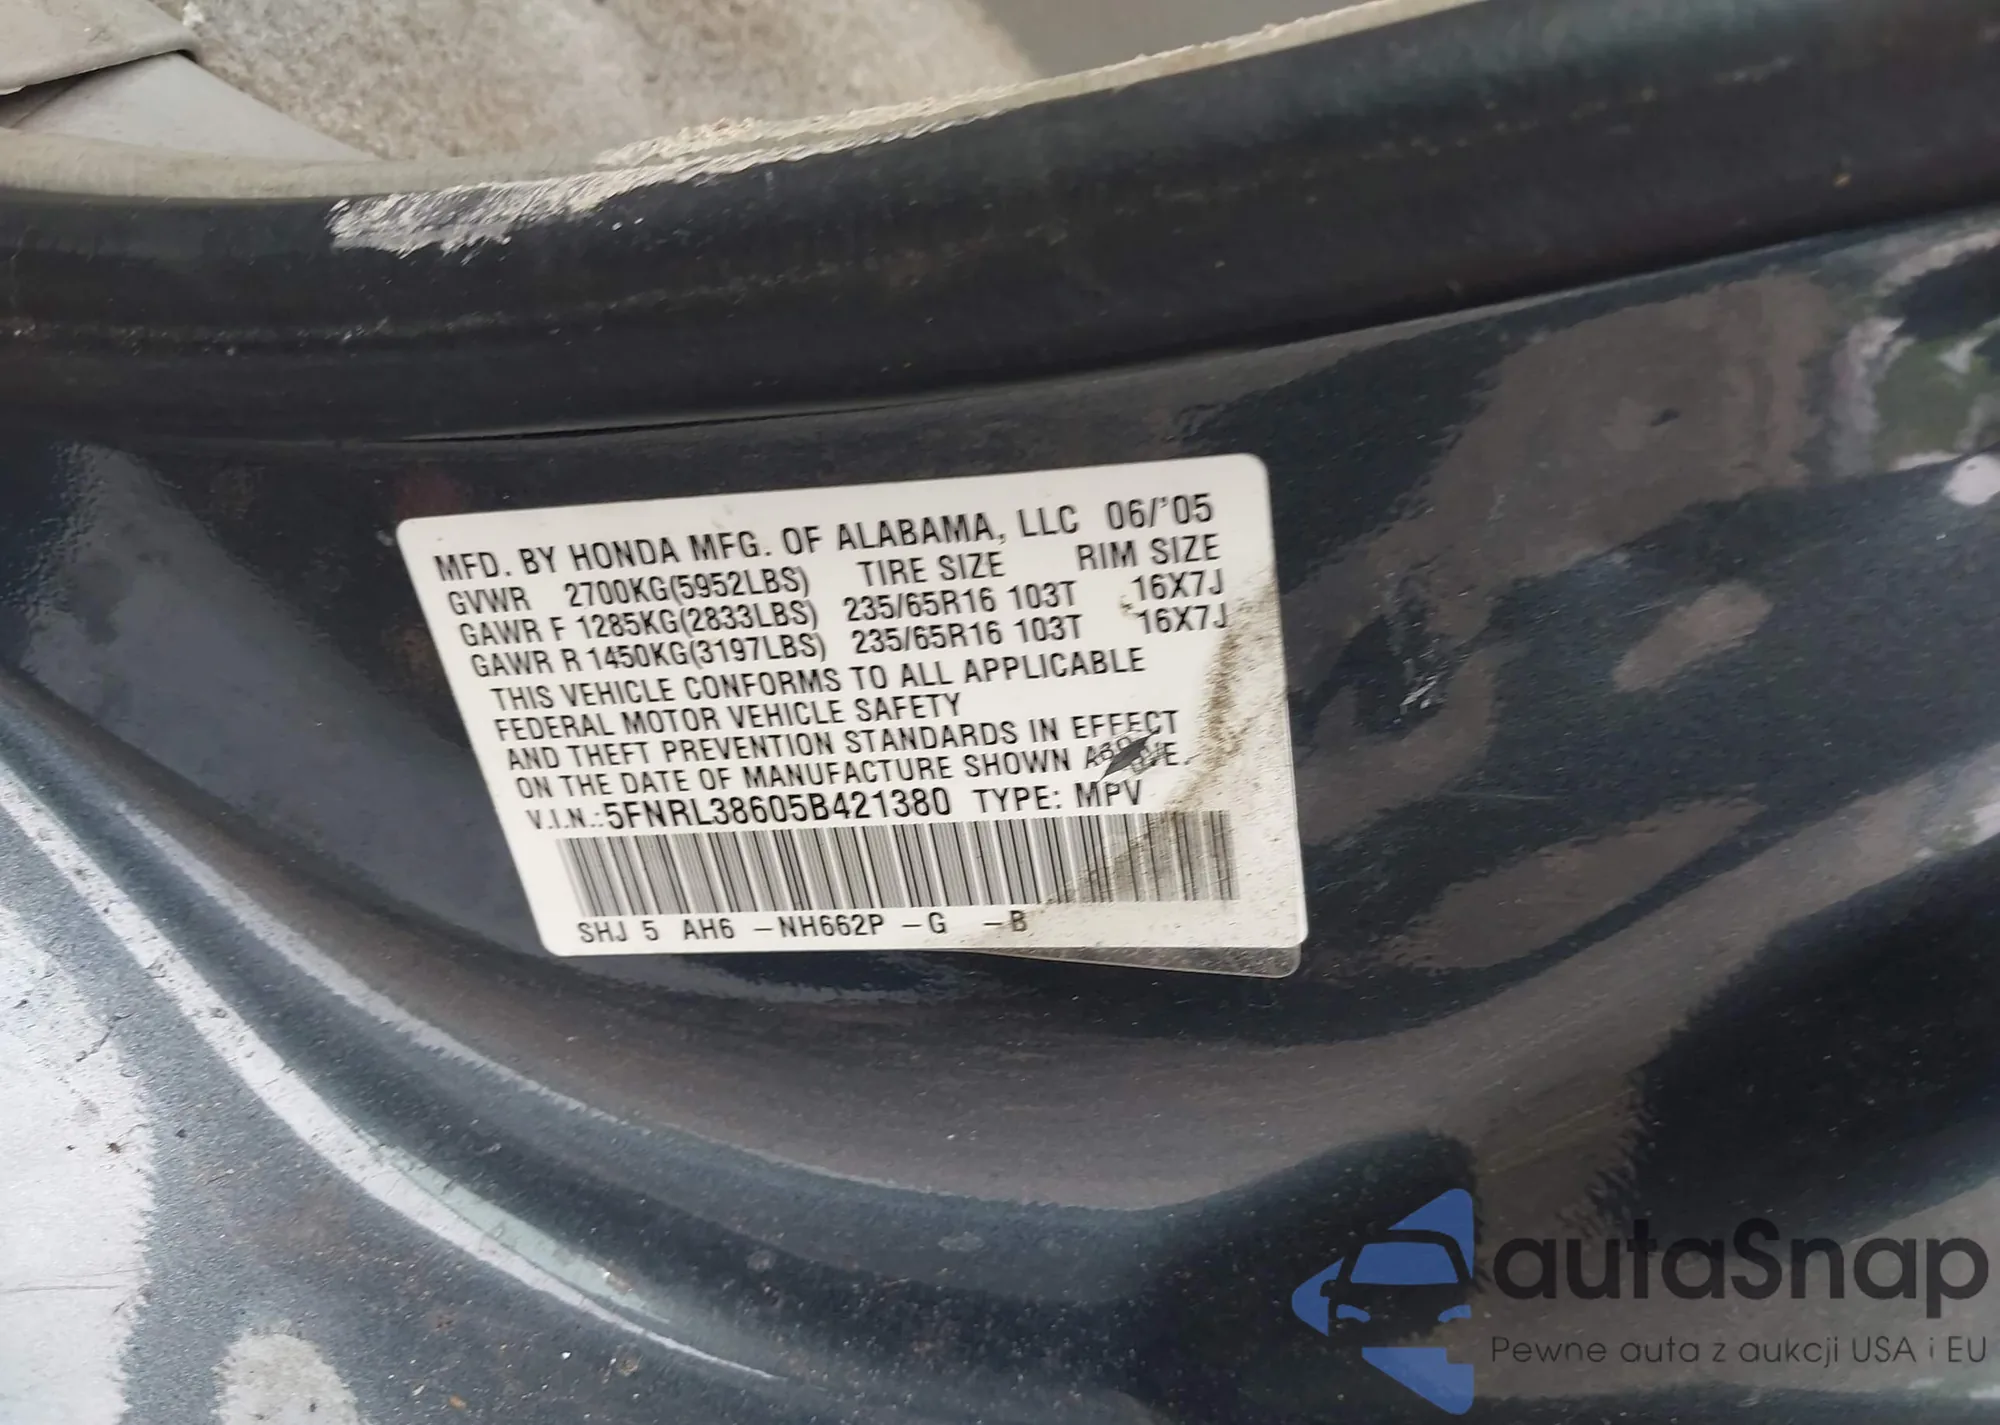 MFD. BY HONDA MFG. OF ALABAMA, LLC 06/'05
GVWR 2700KG(5952LBS) TIRE SIZE RIM SIZE
GAWR F 1285KG(2833LBS) 235/65R16 103T 16X7J
GAWR R 1450KG(3197LBS) 235/65R16 103T 16X7J
THIS VEHICLE CONFORMS TO ALL APPLICABLE
FEDERAL MOTOR VEHICLE SAFETY
AND THEFT PREVENTION STANDARDS IN EFFECT
ON THE DATE OF MANUFACTURE SHOWN ABOVE.
V.I.N.: 5FNRL38605B421380 TYPE: MPV
SHJ 5 AH6 -NH662P -G -B
autaSnap
Pewne auta z aukcji USA i EU